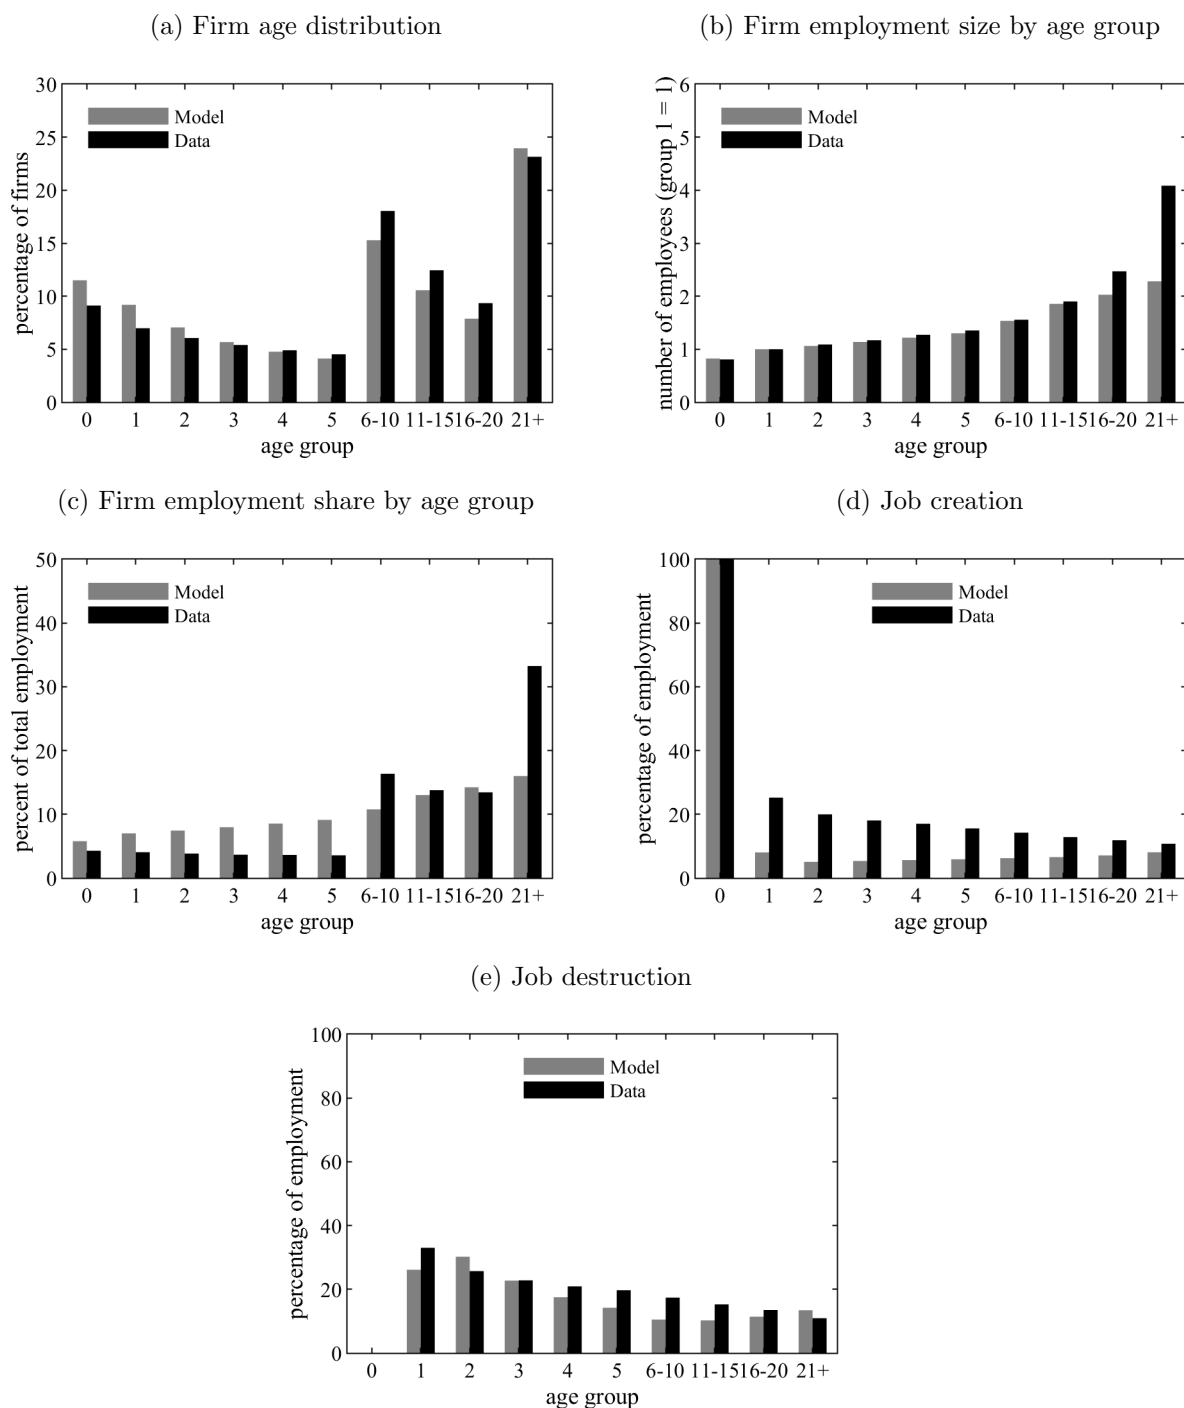 (a) Firm age distribution
30
25
20
15
10
5
0
percentage of firms
Model
Data
0 1 2 3 4 5 6-10 11-15 16-20 21+
age group
(b) Firm employment size by age group
6
5
4
3
2
1
0
number of employees (group 1 = 1)
Model
Data
0 1 2 3 4 5 6-10 11-15 16-20 21+
age group
(c) Firm employment share by age group
50
40
30
20
10
0
percent of total employment
Model
Data
0 1 2 3 4 5 6-10 11-15 16-20 21+
age group
(d) Job creation
100
80
60
40
20
0
percentage of employment
Model
Data
0 1 2 3 4 5 6-10 11-15 16-20 21+
age group
(e) Job destruction
100
80
60
40
20
0
percentage of employment
Model
Data
0 1 2 3 4 5 6-10 11-15 16-20 21+
age group